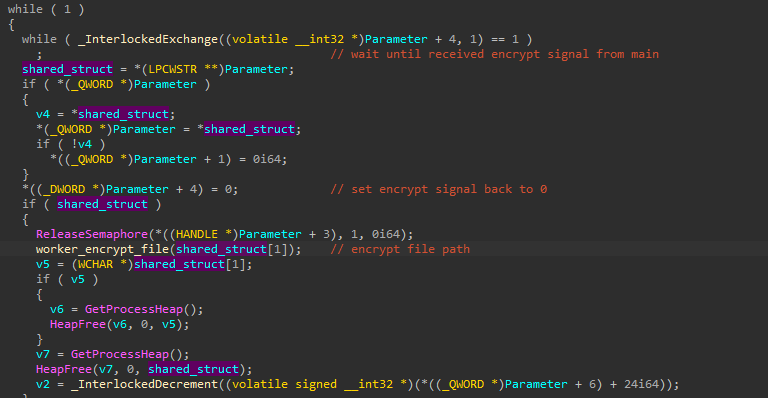 while ( 1 )
{
while ( _InterlockedExchange((volatile __int32 *)Parameter + 4, 1) == 1 )
; // wait until received encrypt signal from main
shared_struct = *(LPCWSTR **)Parameter;
if ( *(_QWORD *)Parameter )
{
v4 = *shared_struct;
*(_QWORD *)Parameter = *shared_struct;
if ( !v4 )
*((_QWORD *)Parameter + 1) = 0i64;
}
*((_DWORD *)Parameter + 4) = 0; // set encrypt signal back to 0
if ( shared_struct )
{
ReleaseSemaphore(*((HANDLE *)Parameter + 3), 1, 0i64);
worker_encrypt_file(shared_struct[1]); // encrypt file path
v5 = (WCHAR *)shared_struct[1];
if ( v5 )
{
v6 = GetProcessHeap();
HeapFree(v6, 0, v5);
}
v7 = GetProcessHeap();
HeapFree(v7, 0, shared_struct);
v2 = _InterlockedDecrement((volatile signed __int32 *)(*((_QWORD *)Parameter + 6) + 24i64));